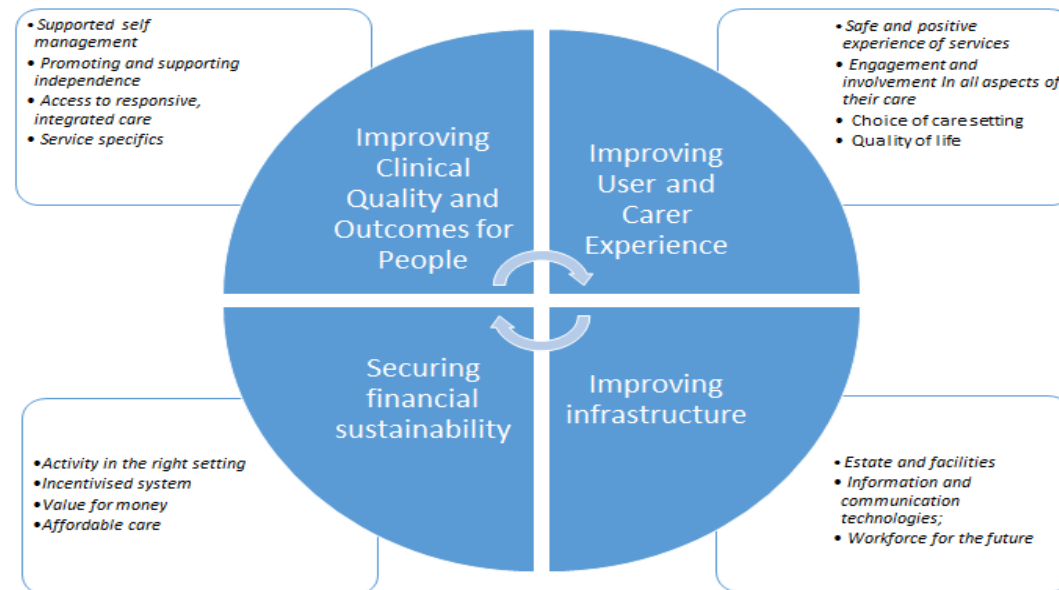 • Supported self
management
• Promoting and supporting
independence
• Access to responsive,
integrated care
• Service specifics
• Safe and positive
experience of services
• Engagement and
involvement In all aspects of
their care
• Choice of care setting
• Quality of life
Improving
Clinical
Quality and
Outcomes for
People
Improving
User and
Carer
Experience
Securing
financial
sustainability
Improving
infrastructure
•Activity in the right setting
•Incentivised system
•Value for money
•Affordable care
• Estate and facilities
• Information and
communication
technologies;
• Workforce for the future